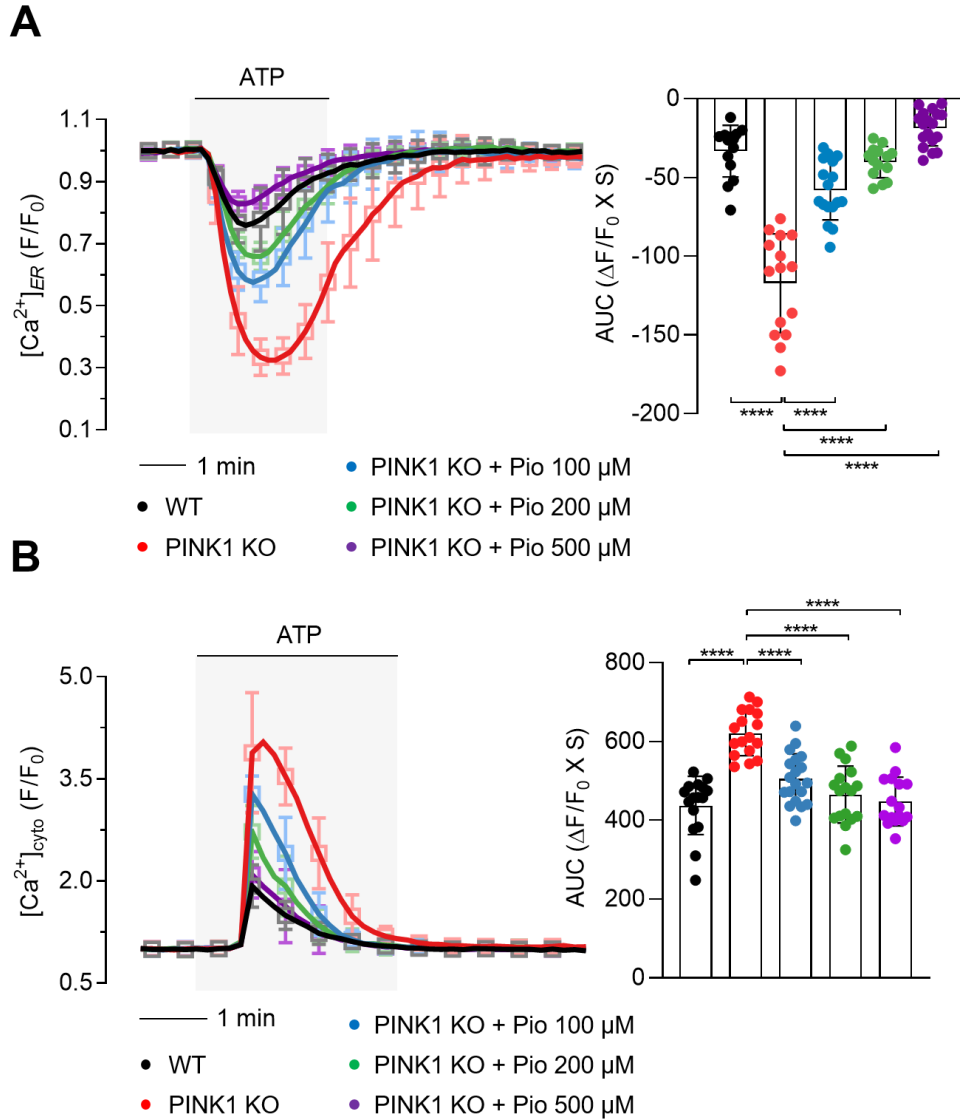 A
ATP
1.1
0.9
0.7
0.5
0.3
0.1
[Ca²⁺]ER (F/F₀)
0
-50
-100
-150
-200
AUC (ΔF/F₀ X S)
**** ****
****
****
1 min
WT
PINK1 KO
PINK1 KO + Pio 100 μM
PINK1 KO + Pio 200 μM
PINK1 KO + Pio 500 μM
B
ATP
5.0
3.5
2.0
0.5
[Ca²⁺]cyto (F/F₀)
****
****
**** ****
800
600
400
200
0
AUC (ΔF/F₀ X S)
1 min
WT
PINK1 KO
PINK1 KO + Pio 100 μM
PINK1 KO + Pio 200 μM
PINK1 KO + Pio 500 μM